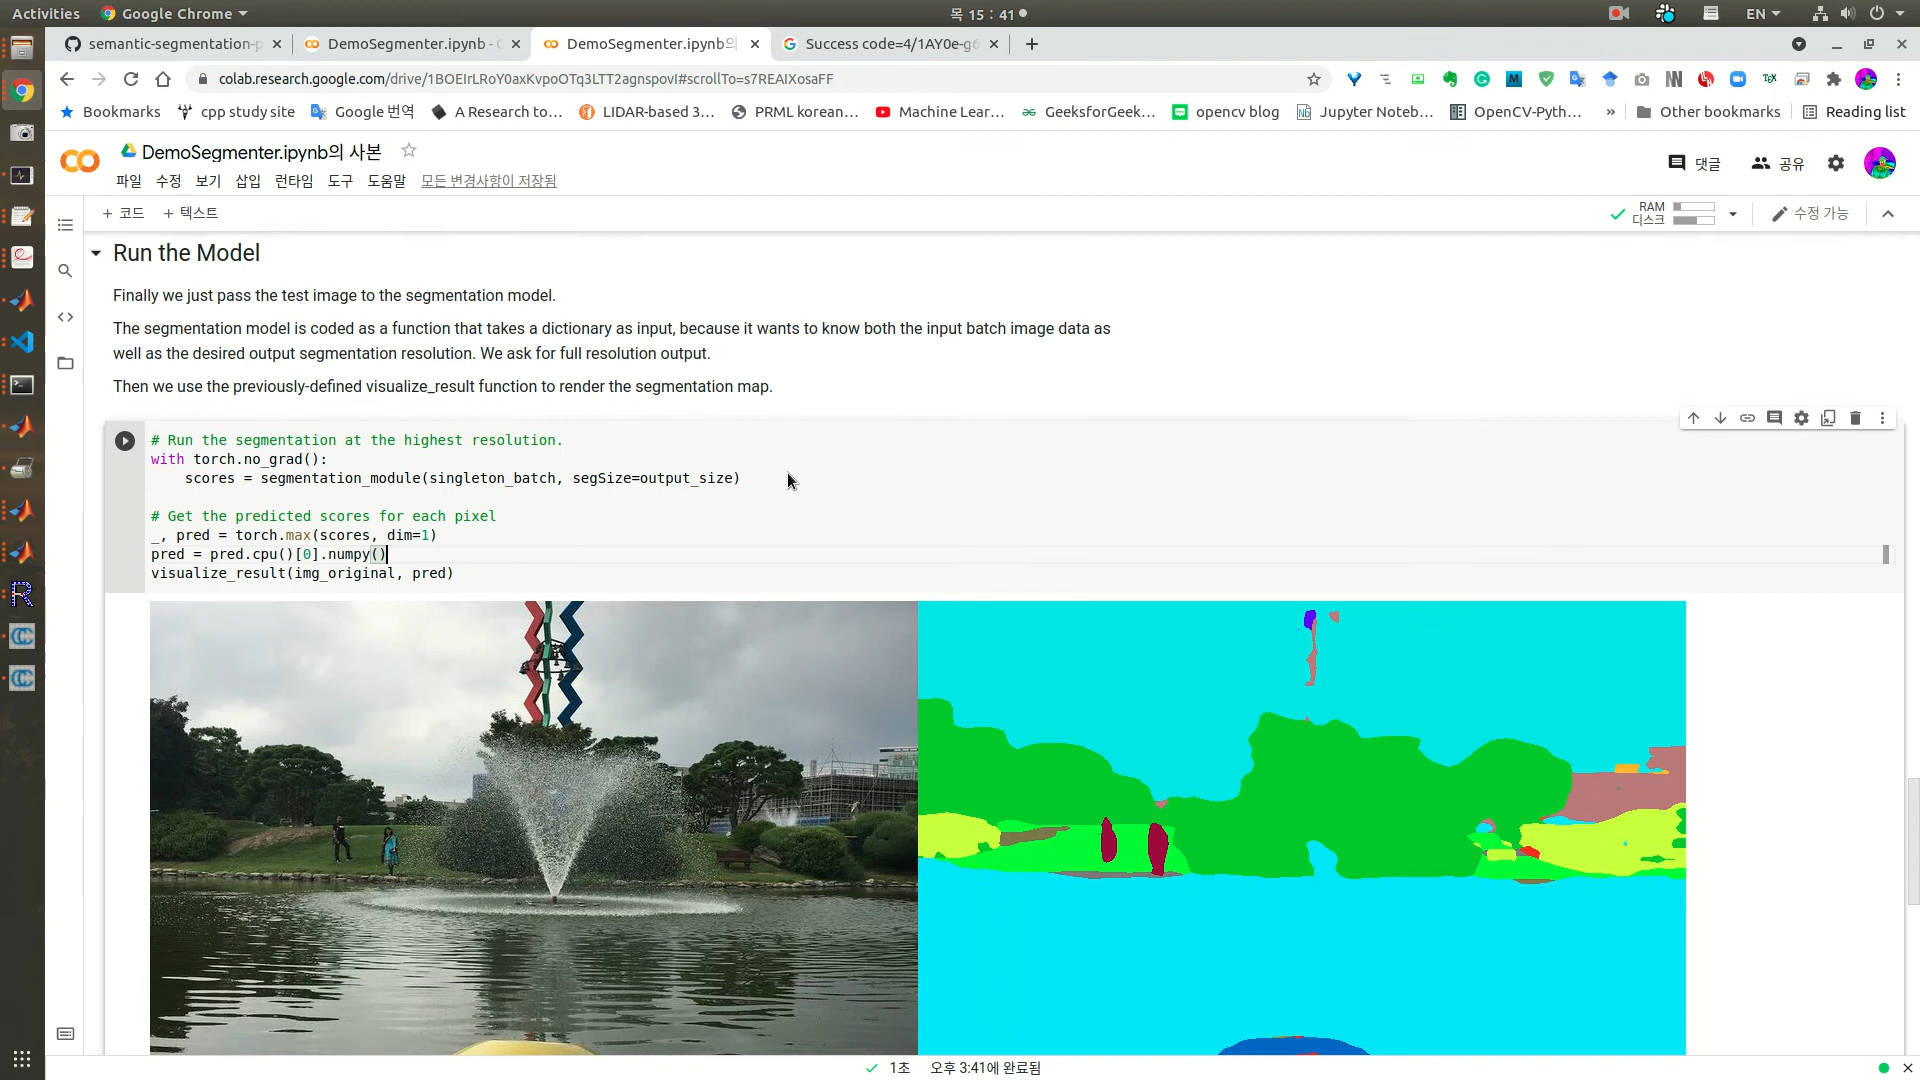 Activities
Google Chrome
목 15 : 41
EN
semantic-segmentation-p
DemoSegmenter.ipynb - C
DemoSegmenter.ipynb의
Success code=4/1AY0e-g6
colab.research.google.com/drive/1BOEIrLRoY0axKvpoOTq3LTT2agnspovI#scrollTo=s7REAIXosaFF
Bookmarks
cpp study site
Google 번역
A Research to...
LIDAR-based 3...
PRML korean...
Machine Lear...
GeeksforGeek...
opencv blog
Jupyter Noteb...
OpenCV-Pyth...
»
Other bookmarks
Reading list
DemoSegmenter.ipynb의 사본
파일 수정 보기 삽입 런타임 도구 도움말 모든 변경사항이 저장됨
댓글
공유
+ 코드 + 텍스트
RAM
디스크
수정 가능
Run the Model
Finally we just pass the test image to the segmentation model.
The segmentation model is coded as a function that takes a dictionary as input, because it wants to know both the input batch image data as
well as the desired output segmentation resolution. We ask for full resolution output.
Then we use the previously-defined visualize_result function to render the segmentation map.
# Run the segmentation at the highest resolution.
with torch.no_grad():
    scores = segmentation_module(singleton_batch, segSize=output_size)
# Get the predicted scores for each pixel
_, pred = torch.max(scores, dim=1)
pred = pred.cpu()[0].numpy()
visualize_result(img_original, pred)
1초 오후 3:41에 완료됨